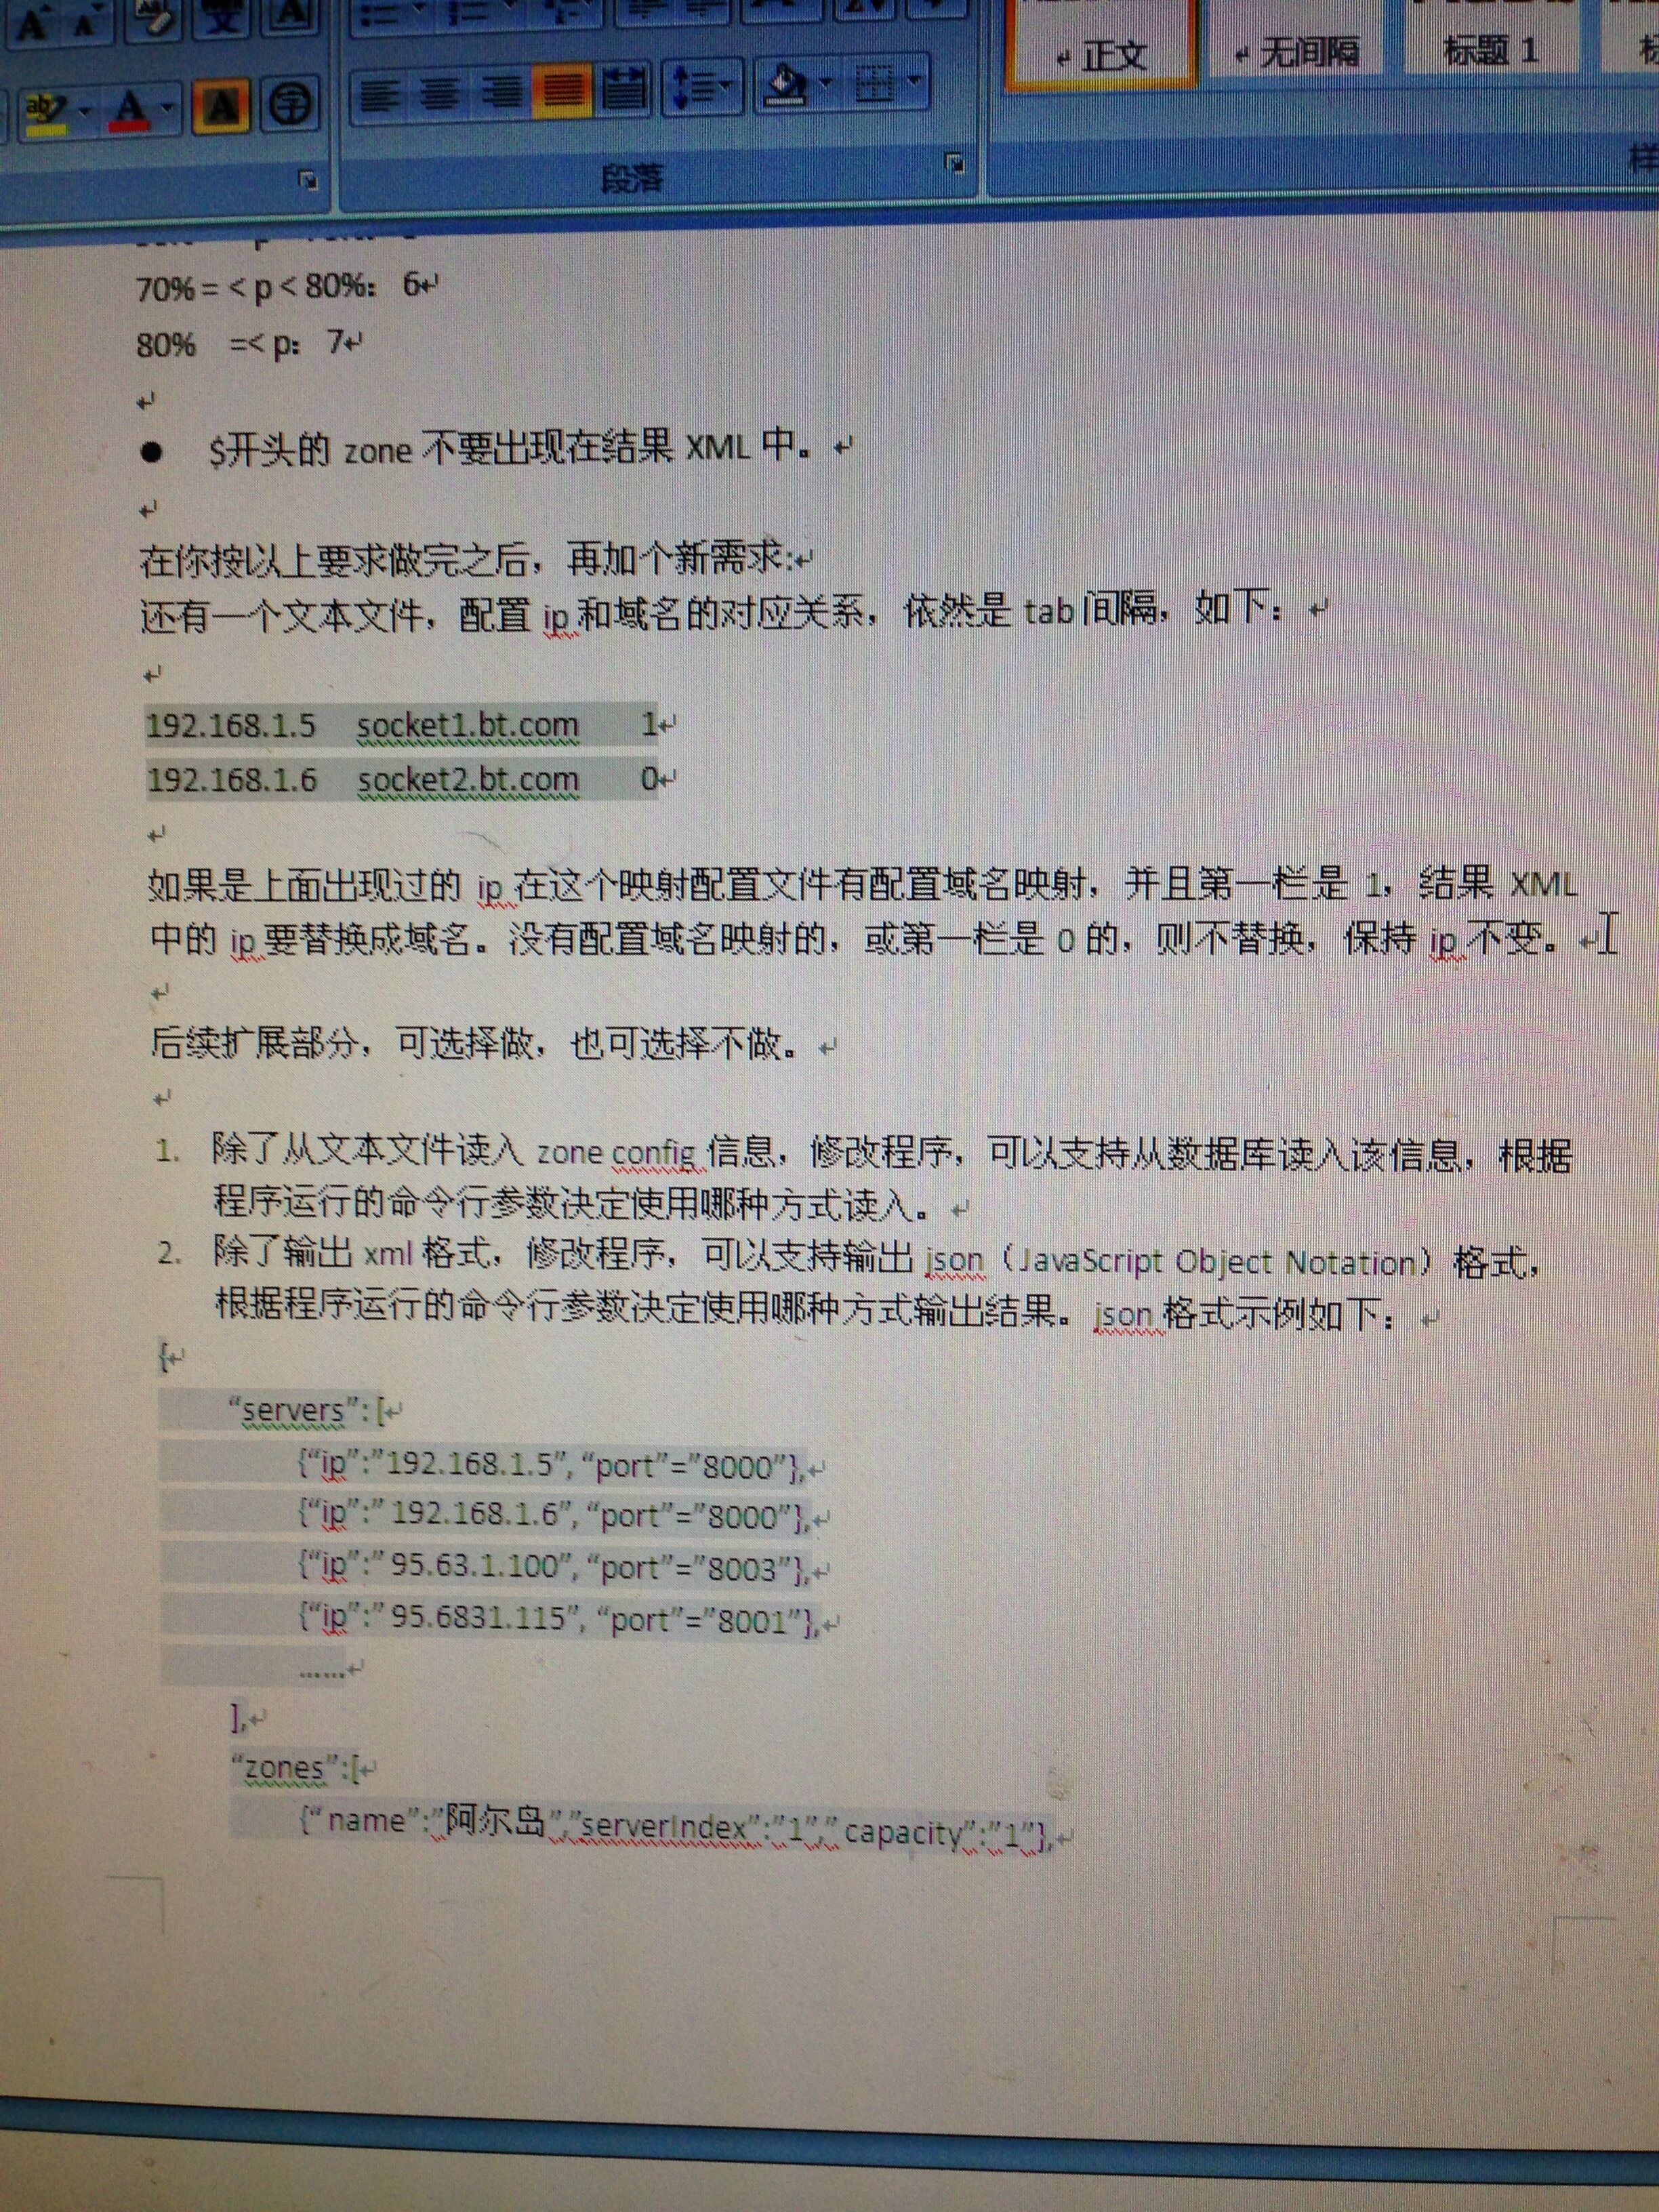 正文
无间隔
标题 1
段落
样
70% = < p < 80%： 6
80% =< p： 7
● $开头的 zone 不要出现在结果 XML 中。
在你按以上要求做完之后，再加个新需求:
还有一个文本文件，配置 ip 和域名的对应关系，依然是 tab 间隔，如下：
192.168.1.5 socket1.bt.com 1
192.168.1.6 socket2.bt.com 0
如果是上面出现过的 ip 在这个映射配置文件有配置域名映射，并且第一栏是 1，结果 XML
中的 ip 要替换成域名。没有配置域名映射的，或第一栏是 0 的，则不替换，保持 ip 不变。
后续扩展部分，可选择做，也可选择不做。
1. 除了从文本文件读入 zone config 信息，修改程序，可以支持从数据库读入该信息，根据
程序运行的命令行参数决定使用哪种方式读入。
2. 除了输出 xml 格式，修改程序，可以支持输出 json（JavaScript Object Notation）格式，
根据程序运行的命令行参数决定使用哪种方式输出结果。json 格式示例如下：
{
“servers”: [
{“ip”:”192.168.1.5”, “port”=”8000”},
{“ip”:” 192.168.1.6”, “port”=”8000”},
{“ip”:” 95.63.1.100”, “port”=”8003”},
{“ip”:” 95.6831.115”, “port”=”8001”},
……
],
“zones”:[
{“ name”:”阿尔岛”,”serverIndex”:”1”,” capacity”:”1”},